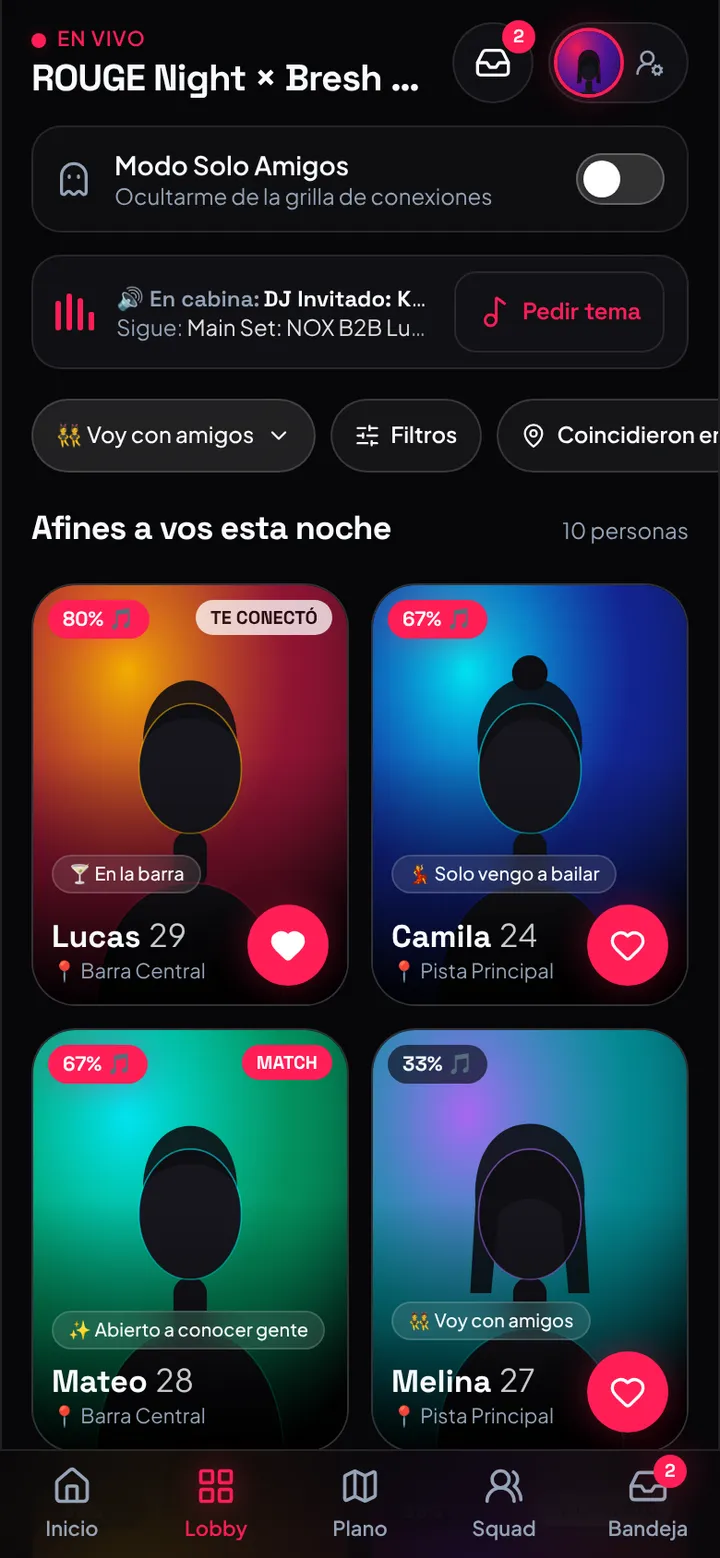 EN VIVO
ROUGE Night × Bresh ...
2
Modo Solo Amigos
Ocultarme de la grilla de conexiones
🔊 En cabina: DJ Invitado: K...
Sigue: Main Set: NOX B2B Lu...
Pedir tema
👯 Voy con amigos
Filtros
Coincidieron en
Afines a vos esta noche
10 personas
80% 🎵
TE CONECTÓ
67% 🎵
🍸 En la barra
💃 Solo vengo a bailar
Lucas 29
📍 Barra Central
Camila 24
📍 Pista Principal
67% 🎵
MATCH
33% 🎵
✨ Abierto a conocer gente
👯 Voy con amigos
Mateo 28
📍 Barra Central
Melina 27
📍 Pista Principal
Inicio
Lobby
Plano
Squad
2
Bandeja